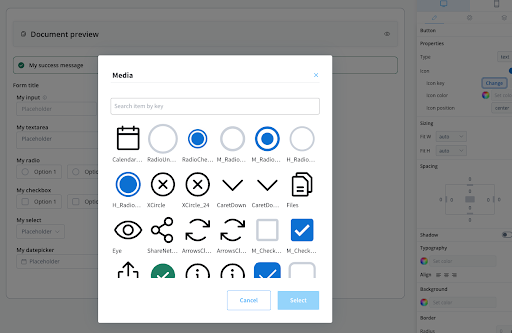 Document preview
My success message
Form title
My input
Placeholder
My textarea
Placeholder
My radio
Option 1
Optio
My checkbox
Option 1
Optio
My select
Placeholder
My datepicker
Placeholder
Media
Search item by key
Calendar...
RadioUn...
RadioChe...
M_Radio...
M_Radio...
H_Radio...
H_Radio...
XCircle
XCircle_24
CaretDown
CaretDo...
Files
Eye
ShareNet...
ArrowsCl...
ArrowsCl...
M_Check...
M_Check...
Cancel
Select
Button
Properties
Type
text
Icon
Icon key
Change
Icon color
Set color
Icon position
center
Sizing
Fit W
auto
Fit H
auto
Spacing
Shadow
Typography
Set color
Align
Background
Set color
Border
Radius